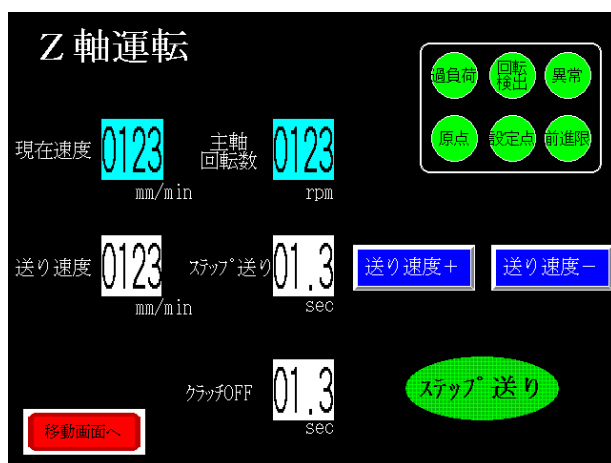 Z軸運転
過負荷
回転
検出
異常
原点
設定点
前進限
現在速度 0123 mm/min
主軸
回転数 0123 rpm
送り速度 0123 mm/min
ステップ送り 01.3 sec
送り速度+
送り速度-
クラッチOFF 01.3 sec
ステップ送り
移動画面へ